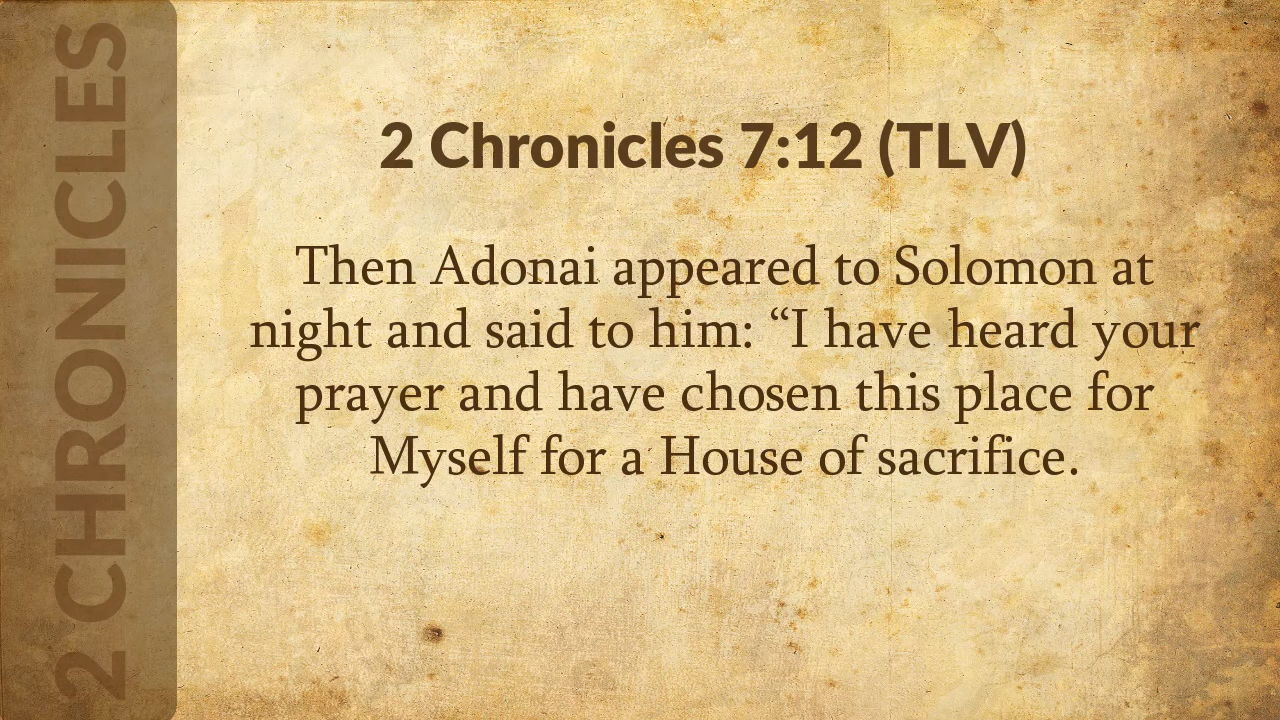 2 CHRONICLES
2 Chronicles 7:12 (TLV)
Then Adonai appeared to Solomon at
night and said to him: “I have heard your
prayer and have chosen this place for
Myself for a House of sacrifice.